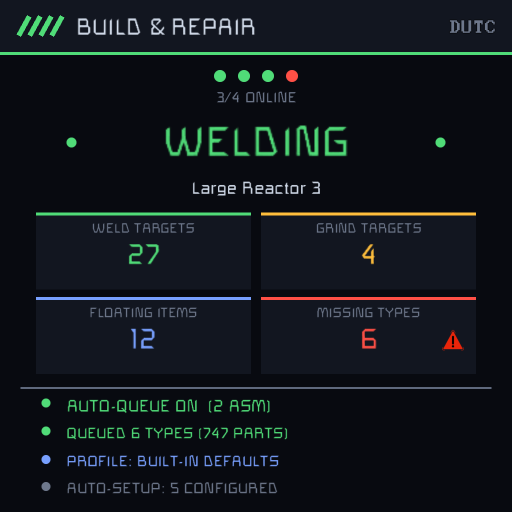 BUILD & REPAIR
DUTC
3/4 ONLINE
WELDING
Large Reactor 3
WELD TARGETS
GRIND TARGETS
27
4
FLOATING ITEMS
MISSING TYPES
12
6
AUTO-QUEUE ON (2 ASM)
QUEUED 6 TYPES (747 PARTS)
PROFILE: BUILT-IN DEFAULTS
AUTO-SETUP: 5 CONFIGURED